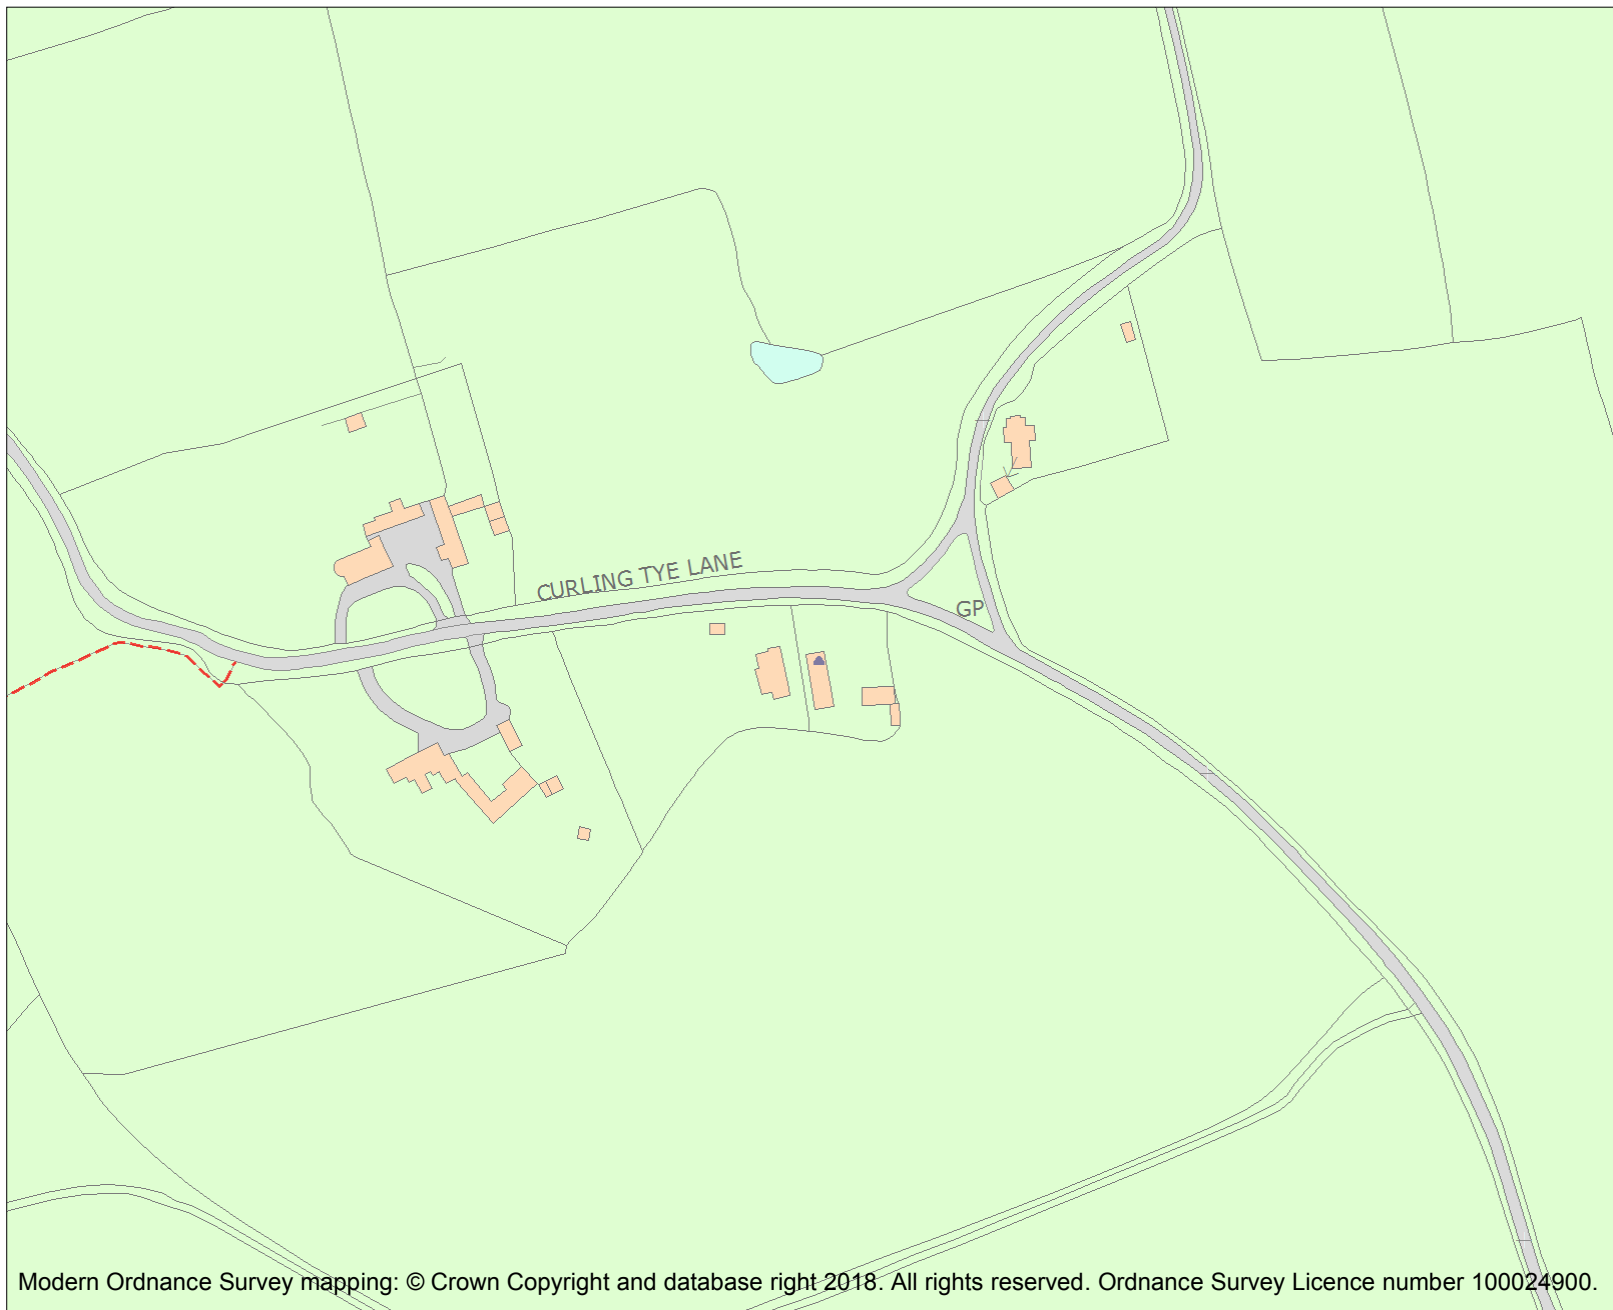 CURLING TYE LANE
GP
Modern Ordnance Survey mapping: © Crown Copyright and database right 2018. All rights reserved. Ordnance Survey Licence number 100024900.